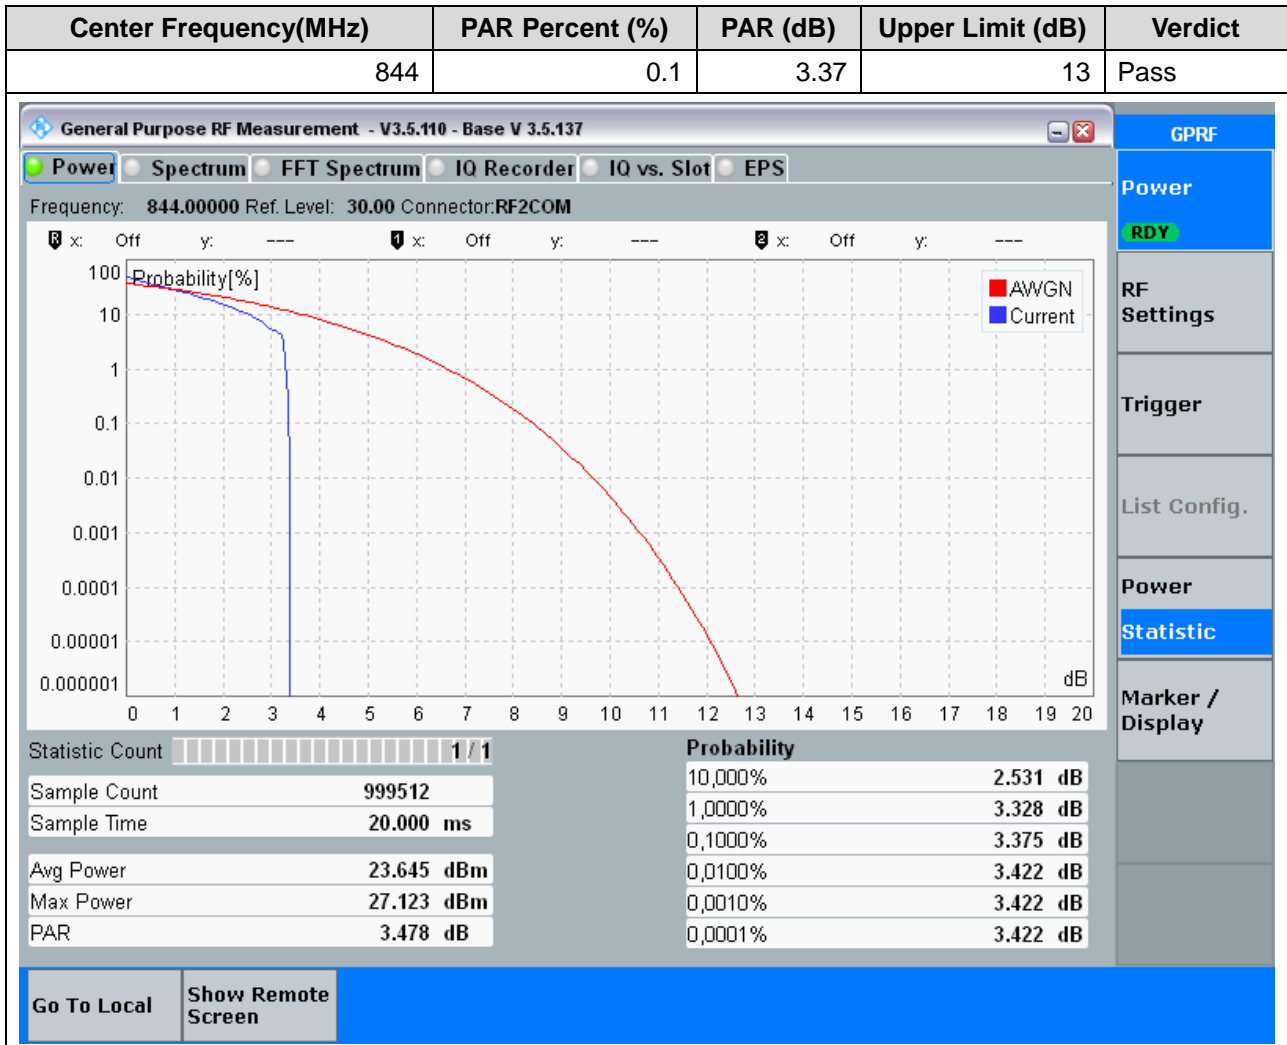 Center Frequency(MHz) PAR Percent (%) PAR (dB) Upper Limit (dB) Verdict
844 0.1 3.37 13 Pass
General Purpose RF Measurement - V3.5.110 - Base V 3.5.137
GPRF
Power Spectrum FFT Spectrum IQ Recorder IQ vs. Slot EPS
Power
RDY
Frequency: 844.00000 Ref. Level: 30.00 Connector:RF2COM
R x: Off y: --- 1 x: Off y: --- 2 x: Off y: ---
Probability[%]
AWGN
Current
100
10
1
0.1
0.01
0.001
0.0001
0.00001
0.000001
dB
0 1 2 3 4 5 6 7 8 9 10 11 12 13 14 15 16 17 18 19 20
RF
Settings
Trigger
List Config.
Power
Statistic
Marker /
Display
Statistic Count 1 / 1
Sample Count 999512
Sample Time 20.000 ms
Avg Power 23.645 dBm
Max Power 27.123 dBm
PAR 3.478 dB
Probability
10,000% 2.531 dB
1,0000% 3.328 dB
0,1000% 3.375 dB
0,0100% 3.422 dB
0,0010% 3.422 dB
0,0001% 3.422 dB
Go To Local
Show Remote
Screen